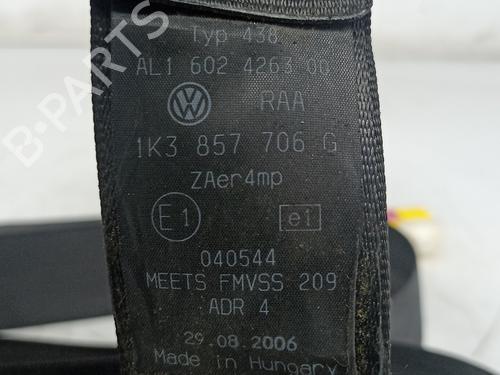 Typ 438
AL1 602 4263 00
RAA
1K3 857 706 G
ZAer4mp
E1 e1
040544
MEETS FMVSS 209
ADR 4
29.08.2006
Made in Hungary
B-PARTS